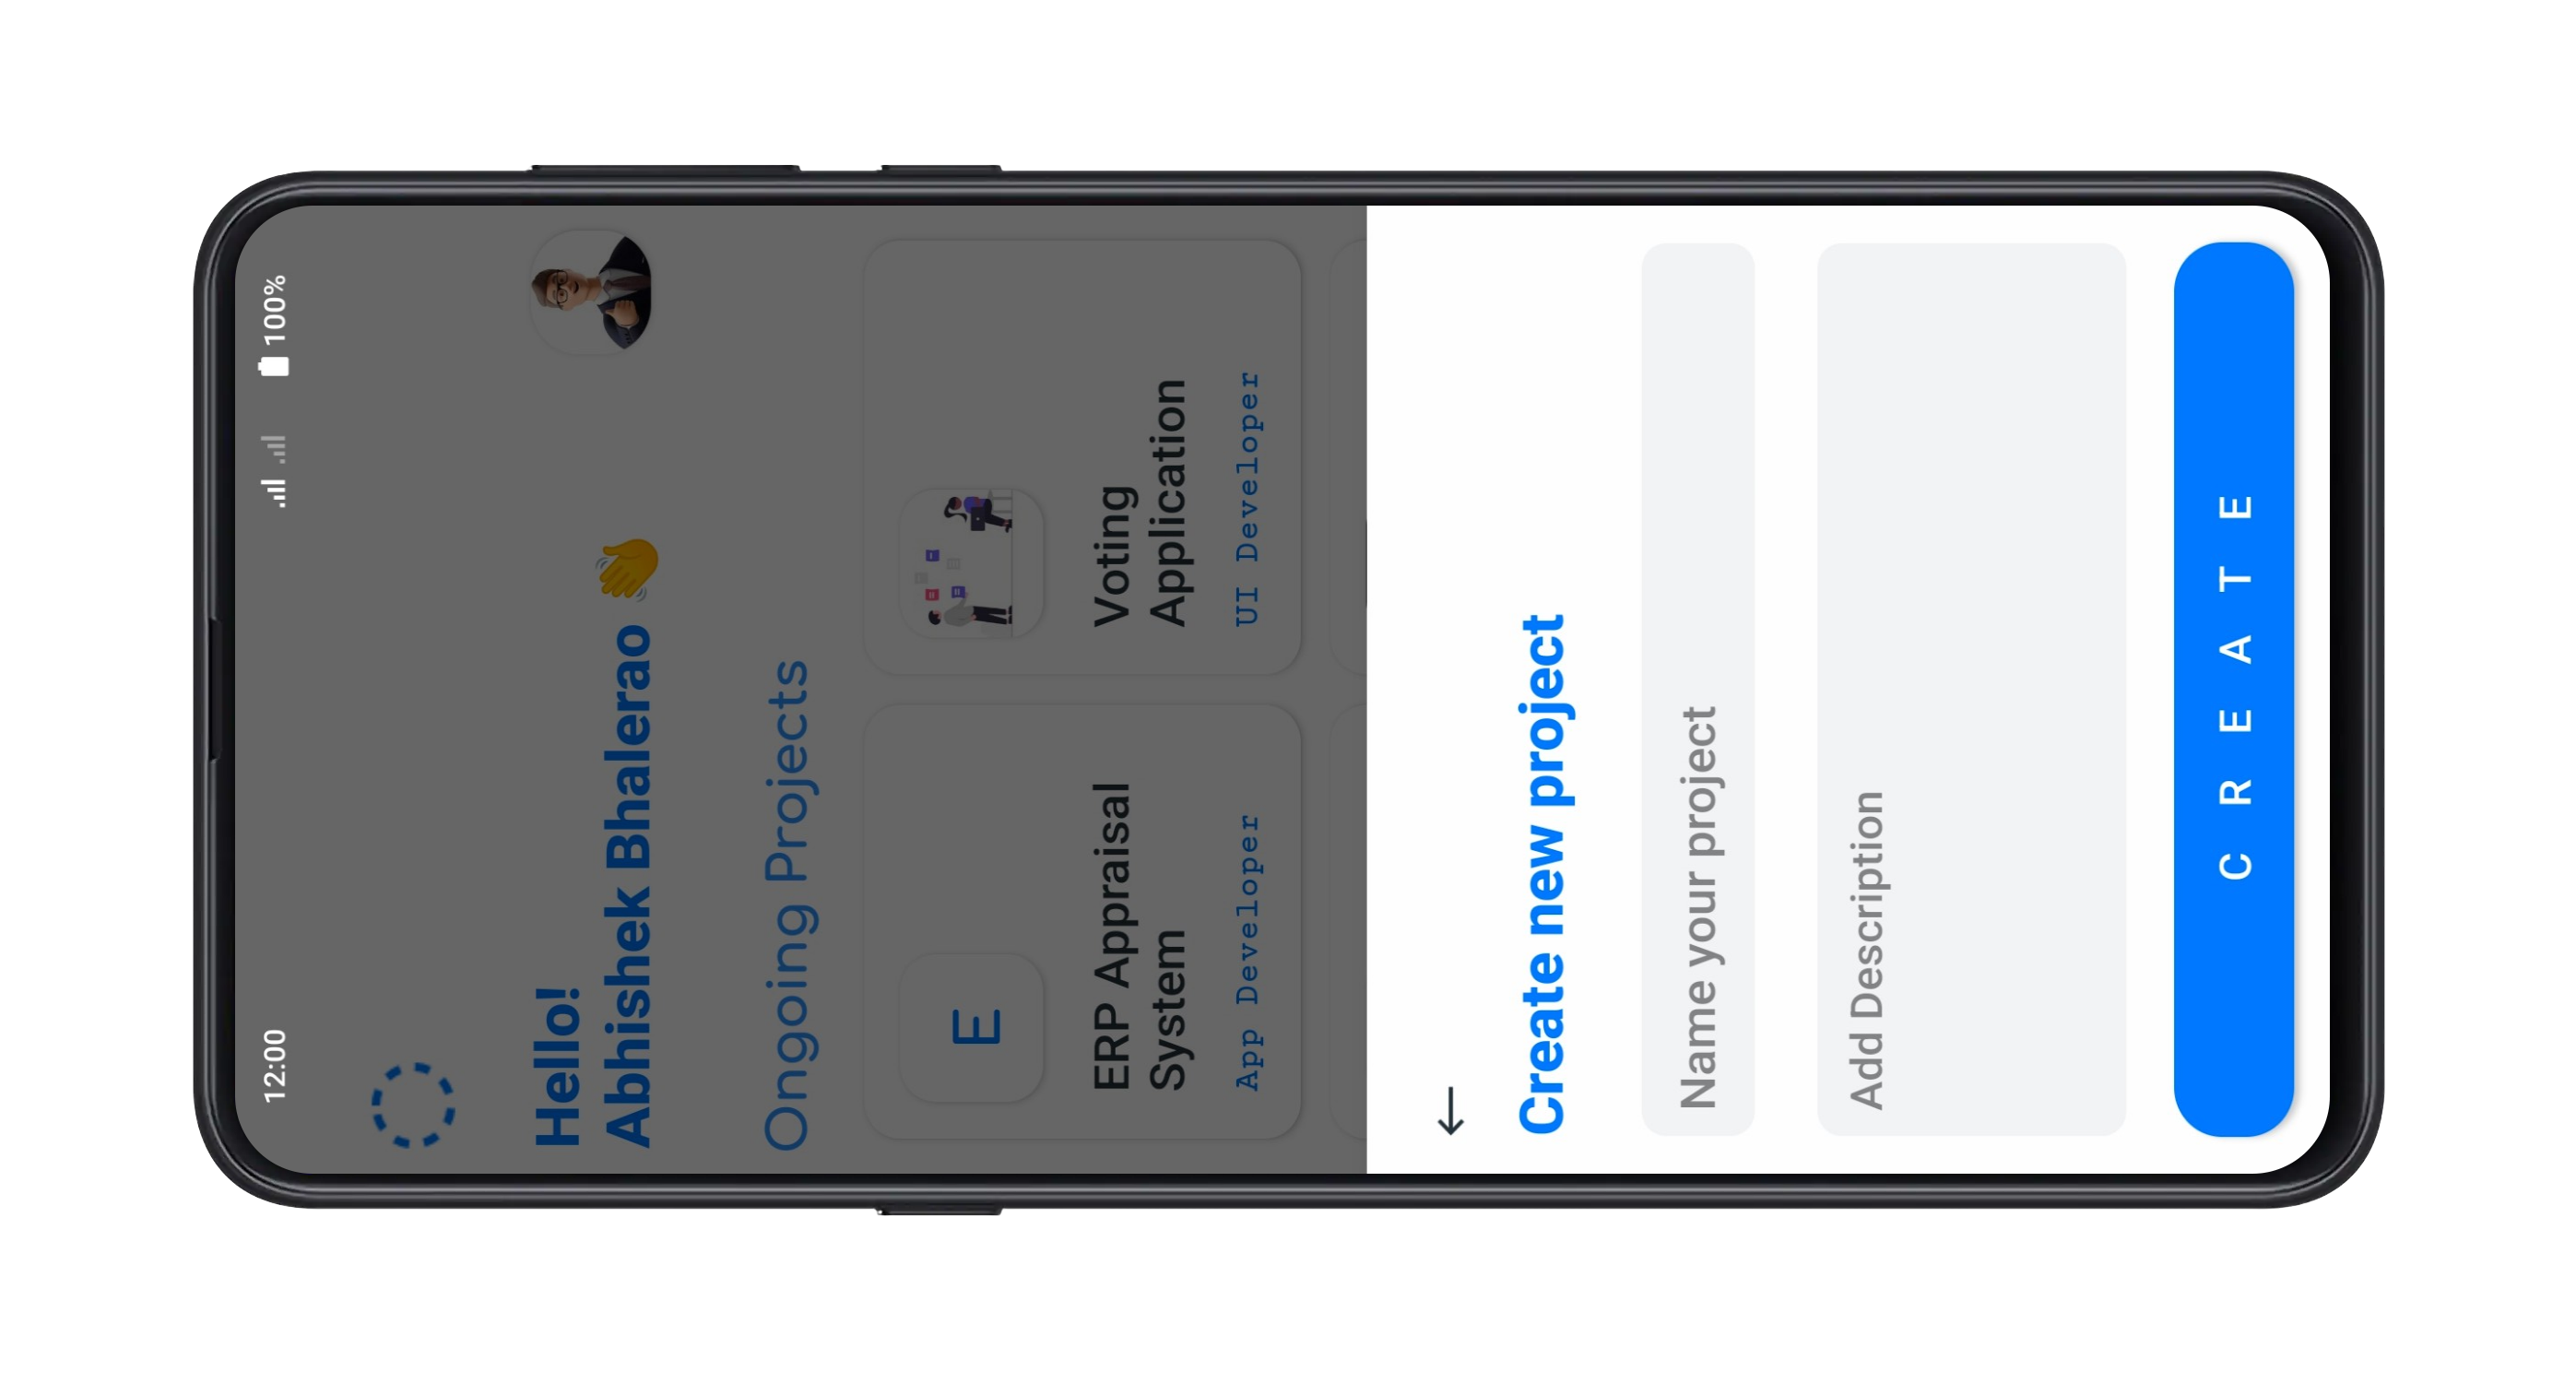 12:00
100%
Hello!
Abhishek Bhalerao 👋
Ongoing Projects
E
ERP Appraisal
System
App Developer
Voting
Application
UI Developer
Create new project
Name your project
Add Description
C R E A T E